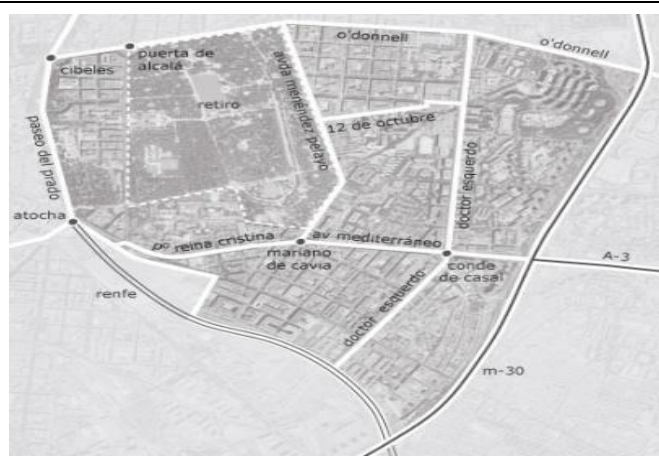 o'donnell
o'donnell
puerta de
alcalá
cibeles
avda menéndez pelayo
retiro
12 de octubre
paseo del prado
doctor esquerdo
atocha
pº reina cristina
av mediterráneo
mariano
de cavia
conde
de casal
A-3
renfe
doctor esquerdo
m-30